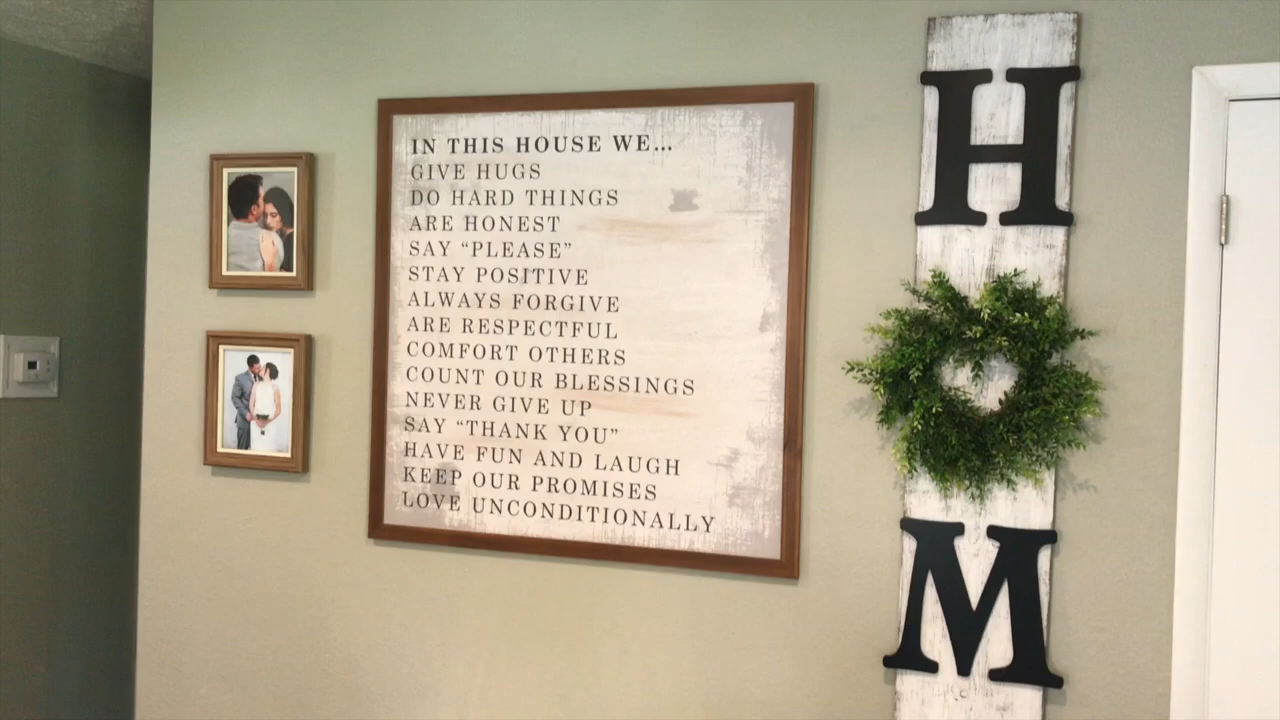 IN THIS HOUSE WE...
GIVE HUGS
DO HARD THINGS
ARE HONEST
SAY “PLEASE”
STAY POSITIVE
ALWAYS FORGIVE
ARE RESPECTFUL
COMFORT OTHERS
COUNT OUR BLESSINGS
NEVER GIVE UP
SAY “THANK YOU”
HAVE FUN AND LAUGH
KEEP OUR PROMISES
LOVE UNCONDITIONALLY
H
M